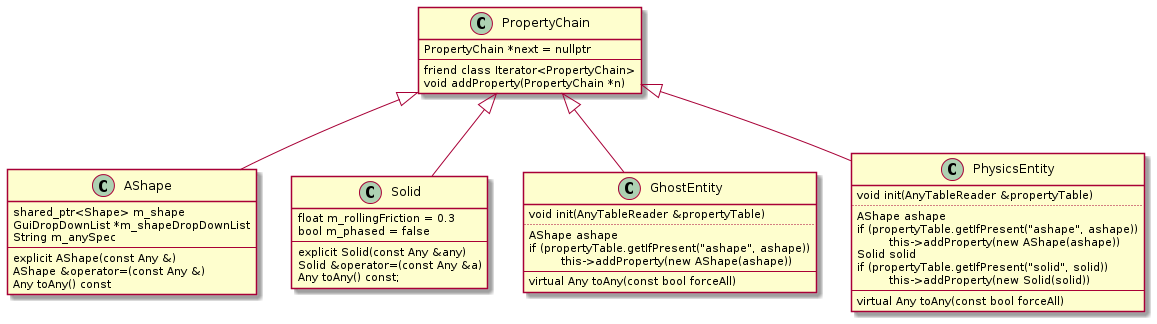 C PropertyChain
PropertyChain *next = nullptr
friend class Iterator<PropertyChain>
void addProperty(PropertyChain *n)
C AShape
shared_ptr<Shape> m_shape
GuiDropDownList *m_shapeDropDownList
String m_anySpec
explicit AShape(const Any &)
AShape &operator=(const Any &)
Any toAny() const
C Solid
float m_rollingFriction = 0.3
bool m_phased = false
explicit Solid(const Any &any)
Solid &operator=(const Any &a)
Any toAny() const;
C GhostEntity
void init(AnyTableReader &propertyTable)
AShape ashape
if (propertyTable.getIfPresent("ashape", ashape))
this->addProperty(new AShape(ashape))
virtual Any toAny(const bool forceAll)
C PhysicsEntity
void init(AnyTableReader &propertyTable)
AShape ashape
if (propertyTable.getIfPresent("ashape", ashape))
this->addProperty(new AShape(ashape))
Solid solid
if (propertyTable.getIfPresent("solid", solid))
this->addProperty(new Solid(solid))
virtual Any toAny(const bool forceAll)